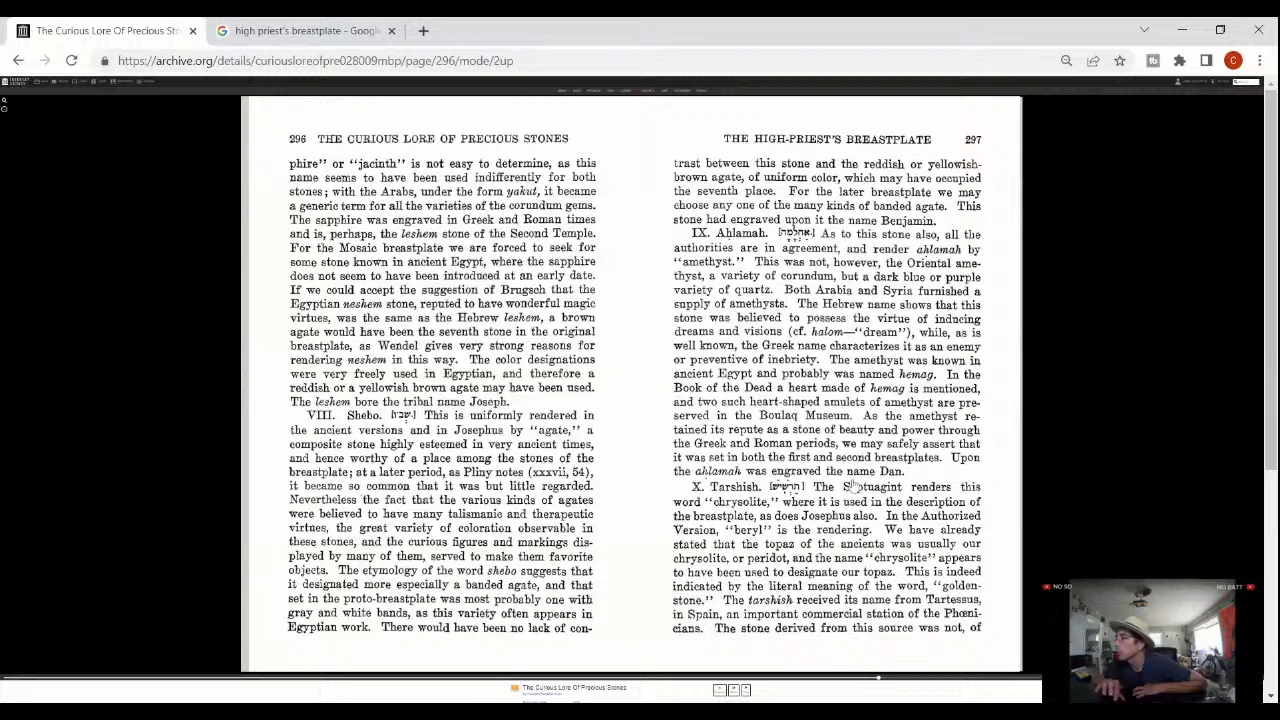 The Curious Lore Of Precious Sto
high priest's breastplate - Google
https://archive.org/details/curiousloreofpre028009mbp/page/296/mode/2up
C
296 THE CURIOUS LORE OF PRECIOUS STONES
phire" or "jacinth" is not easy to determine, as this
name seems to have been used indifferently for both
stones; with the Arabs, under the form yakut, it became
a generic term for all the varieties of the corundum gems.
The sapphire was engraved in Greek and Roman times
and is, perhaps, the leshem stone of the Second Temple.
For the Mosaic breastplate we are forced to seek for
some stone known in ancient Egypt, where the sapphire
does not seem to have been introduced at an early date.
If we could accept the suggestion of Brugsch that the
Egyptian neshem stone, reputed to have wonderful magic
virtues, was the same as the Hebrew leshem, a brown
agate would have been the seventh stone in the original
breastplate, as Wendel gives very strong reasons for
rendering neshem in this way. The color designations
were very freely used in Egyptian, and therefore a
reddish or a yellowish brown agate may have been used.
The leshem bore the tribal name Joseph.
VIII. Shebo. [שְׁבוֹ.] This is uniformly rendered in
the ancient versions and in Josephus by "agate," a
composite stone highly esteemed in very ancient times,
and hence worthy of a place among the stones of the
breastplate; at a later period, as Pliny notes (xxxvii, 54),
it became so common that it was but little regarded.
Nevertheless the fact that the various kinds of agates
were believed to have many talismanic and therapeutic
virtues, the great variety of coloration observable in
these stones, and the curious figures and markings dis-
played by many of them, served to make them favorite
objects. The etymology of the word shebo suggests that
it designated more especially a banded agate, and that
set in the proto-breastplate was most probably one with
gray and white bands, as this variety often appears in
Egyptian work. There would have been no lack of con-
THE HIGH-PRIEST'S BREASTPLATE 297
trast between this stone and the reddish or yellowish-
brown agate, of uniform color, which may have occupied
the seventh place. For the later breastplate we may
choose any one of the many kinds of banded agate. This
stone had engraved upon it the name Benjamin.
IX. Aḥlamah. [אַחְלָמָה.] As to this stone also, all the
authorities are in agreement, and render aḥlamah by
"amethyst." This was not, however, the Oriental ame-
thyst, a variety of corundum, but a dark blue or purple
variety of quartz. Both Arabia and Syria furnished a
supply of amethysts. The Hebrew name shows that this
stone was believed to possess the virtue of inducing
dreams and visions (cf. halom—"dream"), while, as is
well known, the Greek name characterizes it as an enemy
or preventive of inebriety. The amethyst was known in
ancient Egypt and probably was named hemag. In the
Book of the Dead a heart made of hemag is mentioned,
and two such heart-shaped amulets of amethyst are pre-
served in the Boulaq Museum. As the amethyst re-
tained its repute as a stone of beauty and power through
the Greek and Roman periods, we may safely assert that
it was set in both the first and second breastplates. Upon
the aḥlamah was engraved the name Dan.
X. Tarshish. [תַּרְשִׁישׁ] The Septuagint renders this
word "chrysolite," where it is used in the description of
the breastplate, as does Josephus also. In the Authorized
Version, "beryl" is the rendering. We have already
stated that the topaz of the ancients was usually our
chrysolite, or peridot, and the name "chrysolite" appears
to have been used to designate our topaz. This is indeed
indicated by the literal meaning of the word, "golden-
stone." The tarshish received its name from Tartessus,
in Spain, an important commercial station of the Phœni-
cians. The stone derived from this source was not, of
NO SD
NO BATT
The Curious Lore Of Precious Stones